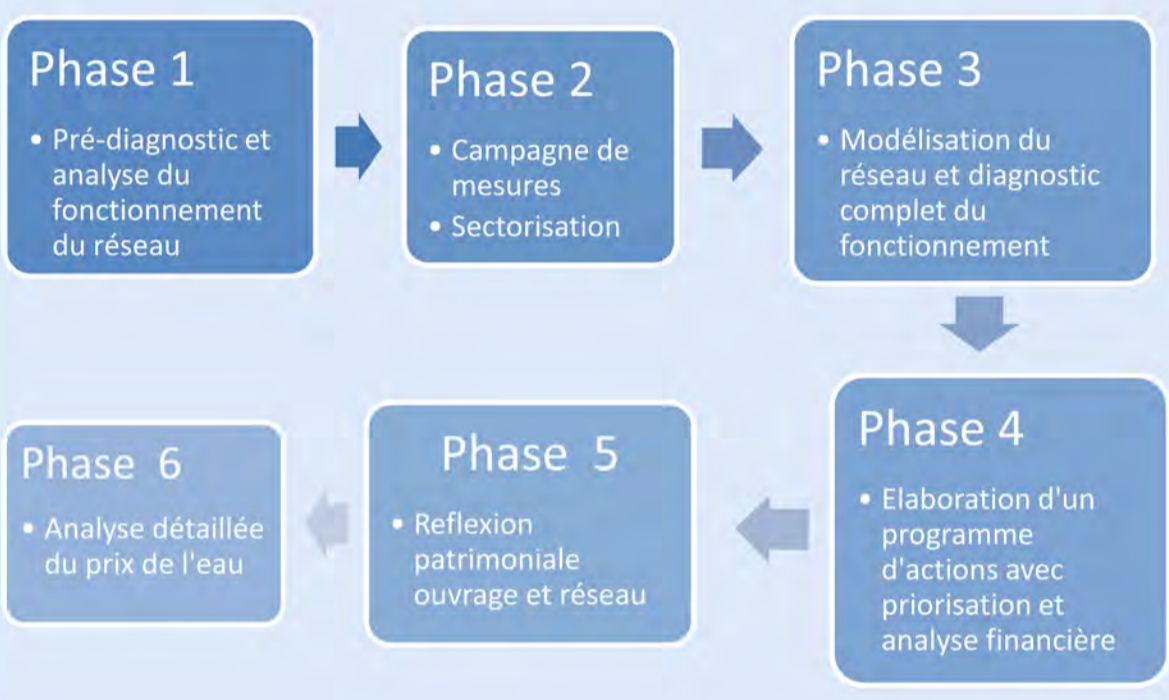 Phase 1
• Pré-diagnostic et
analyse du
fonctionnement
du réseau
Phase 2
• Campagne de
mesures
• Sectorisation
Phase 3
• Modélisation du
réseau et diagnostic
complet du
fonctionnement
Phase 4
• Elaboration d'un
programme
d'actions avec
priorisation et
analyse financière
Phase 5
• Reflexion
patrimoniale
ouvrage et réseau
Phase 6
• Analyse détaillée
du prix de l'eau